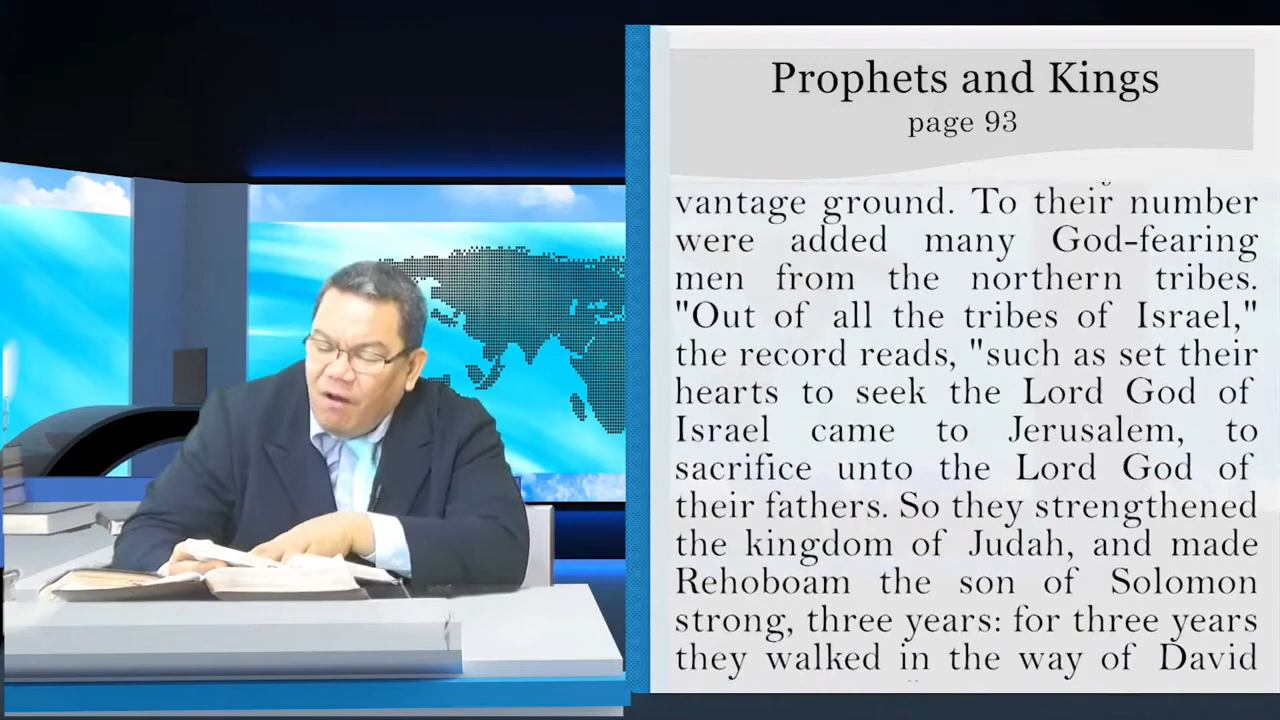 Prophets and Kings
page 93
vantage ground. To their number
were added many God-fearing
men from the northern tribes.
"Out of all the tribes of Israel,"
the record reads, "such as set their
hearts to seek the Lord God of
Israel came to Jerusalem, to
sacrifice unto the Lord God of
their fathers. So they strengthened
the kingdom of Judah, and made
Rehoboam the son of Solomon
strong, three years: for three years
they walked in the way of David